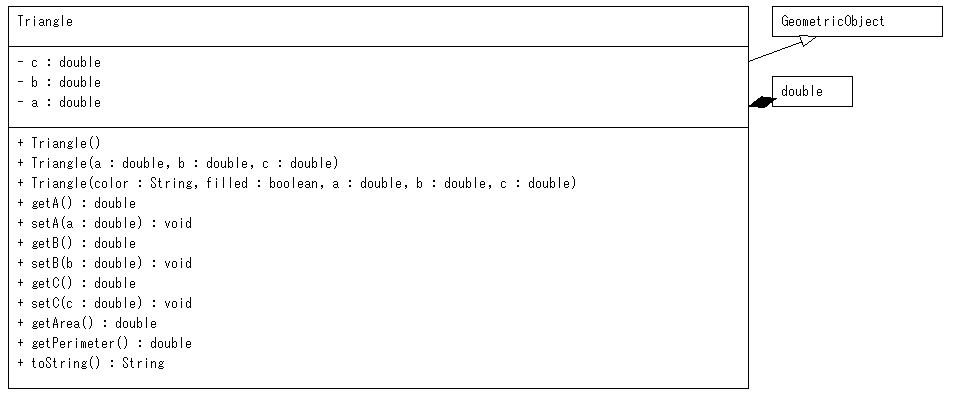 Triangle
- c : double
- b : double
- a : double
+ Triangle()
+ Triangle(a : double, b : double, c : double)
+ Triangle(color : String, filled : boolean, a : double, b : double, c : double)
+ getA() : double
+ setA(a : double) : void
+ getB() : double
+ setB(b : double) : void
+ getC() : double
+ setC(c : double) : void
+ getArea() : double
+ getPerimeter() : double
+ toString() : String
GeometricObject
double